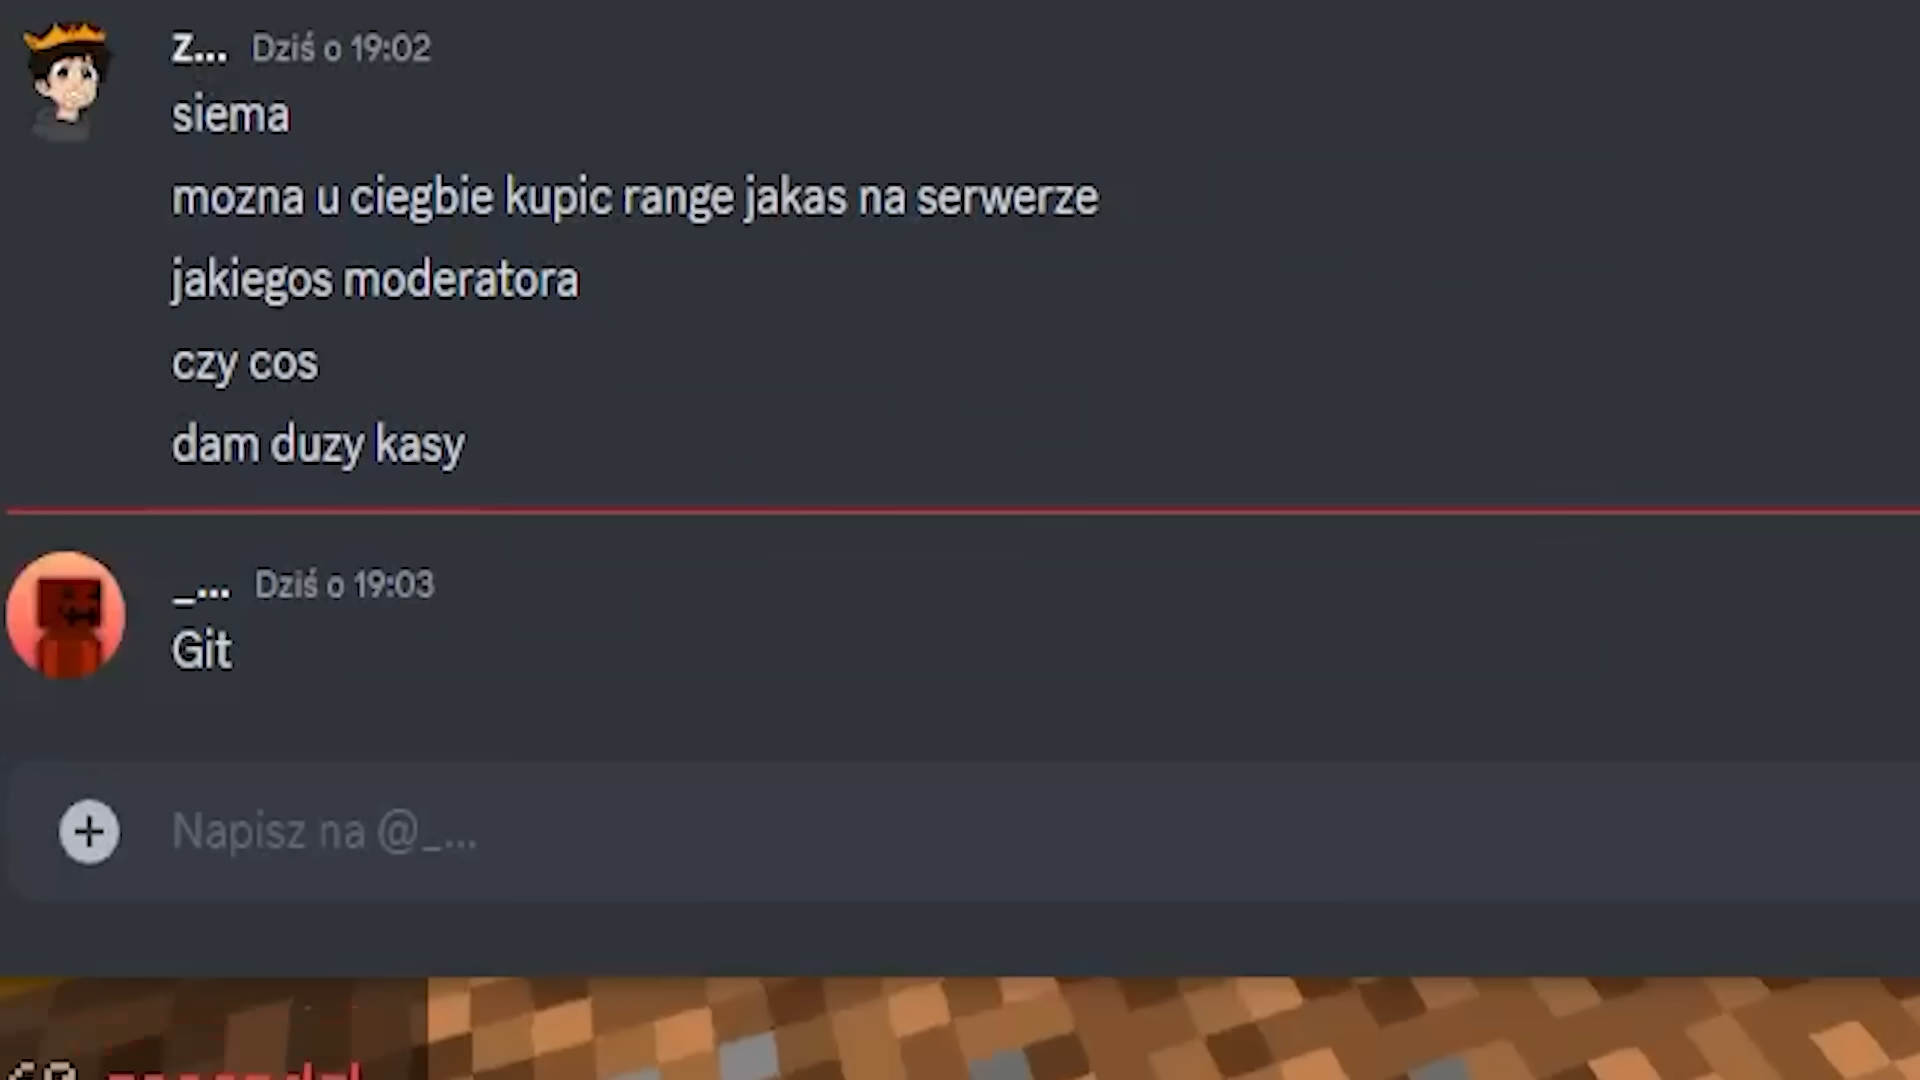 z... Dziś o 19:02
siema
mozna u ciegbie kupic range jakas na serwerze
jakiegos moderatora
czy cos
dam duzy kasy
_... Dziś o 19:03
Git
Napisz na @_...